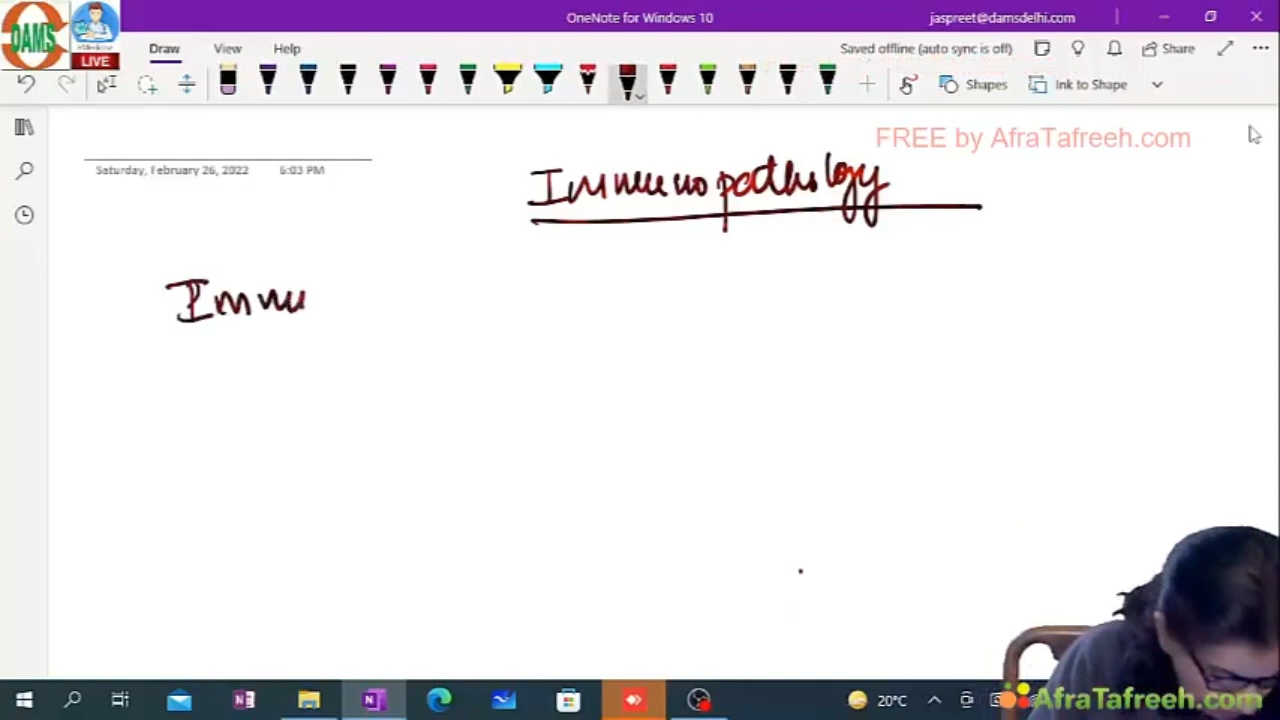 DAMS
eMedicoz
LIVE
OneNote for Windows 10
jaspreet@damsdelhi.com
Draw
View
Help
Saved offline (auto sync is off)
Share
Shapes
Ink to Shape
FREE by AfraTafreeh.com
Saturday, February 26, 2022 6:03 PM
Immunopathology
Immu
20°C
AfraTafreeh.com